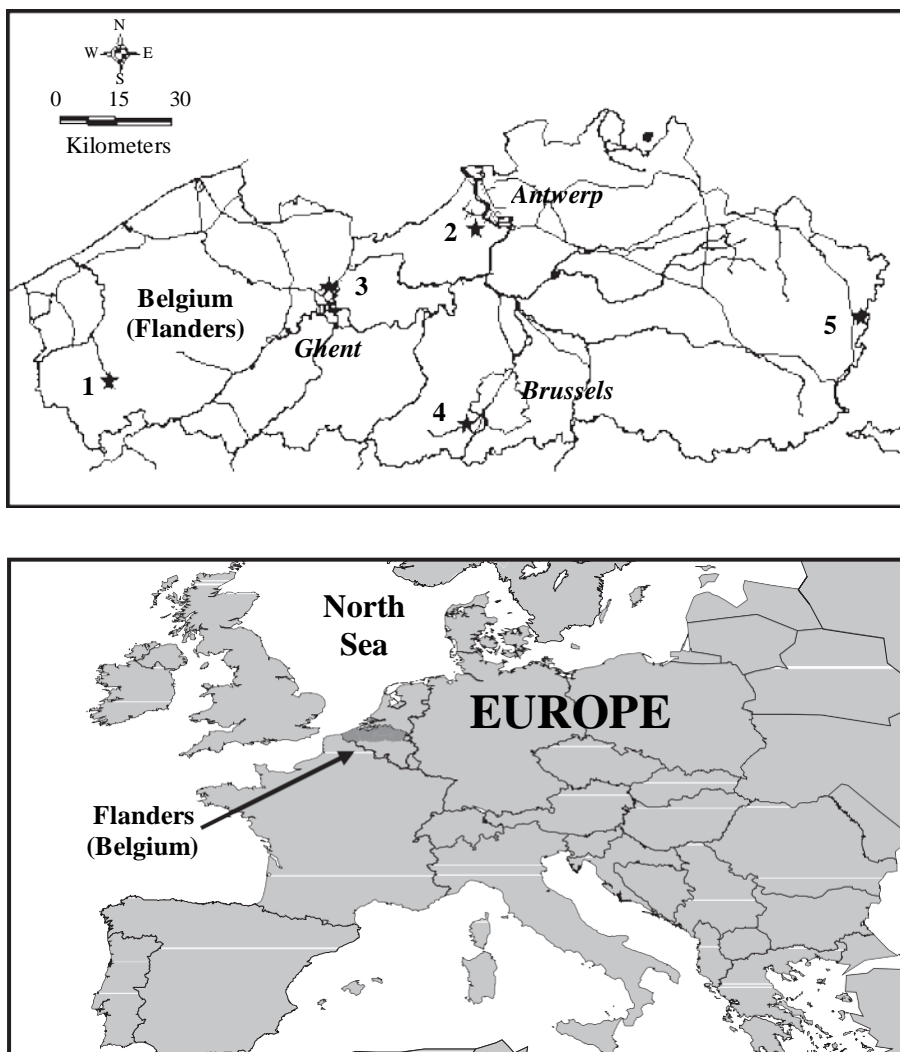 N
W E
S
0 15 30
Kilometers
Antwerp
2
3
Belgium
(Flanders)
Ghent
5
1
Brussels
4
North
Sea
EUROPE
Flanders
(Belgium)